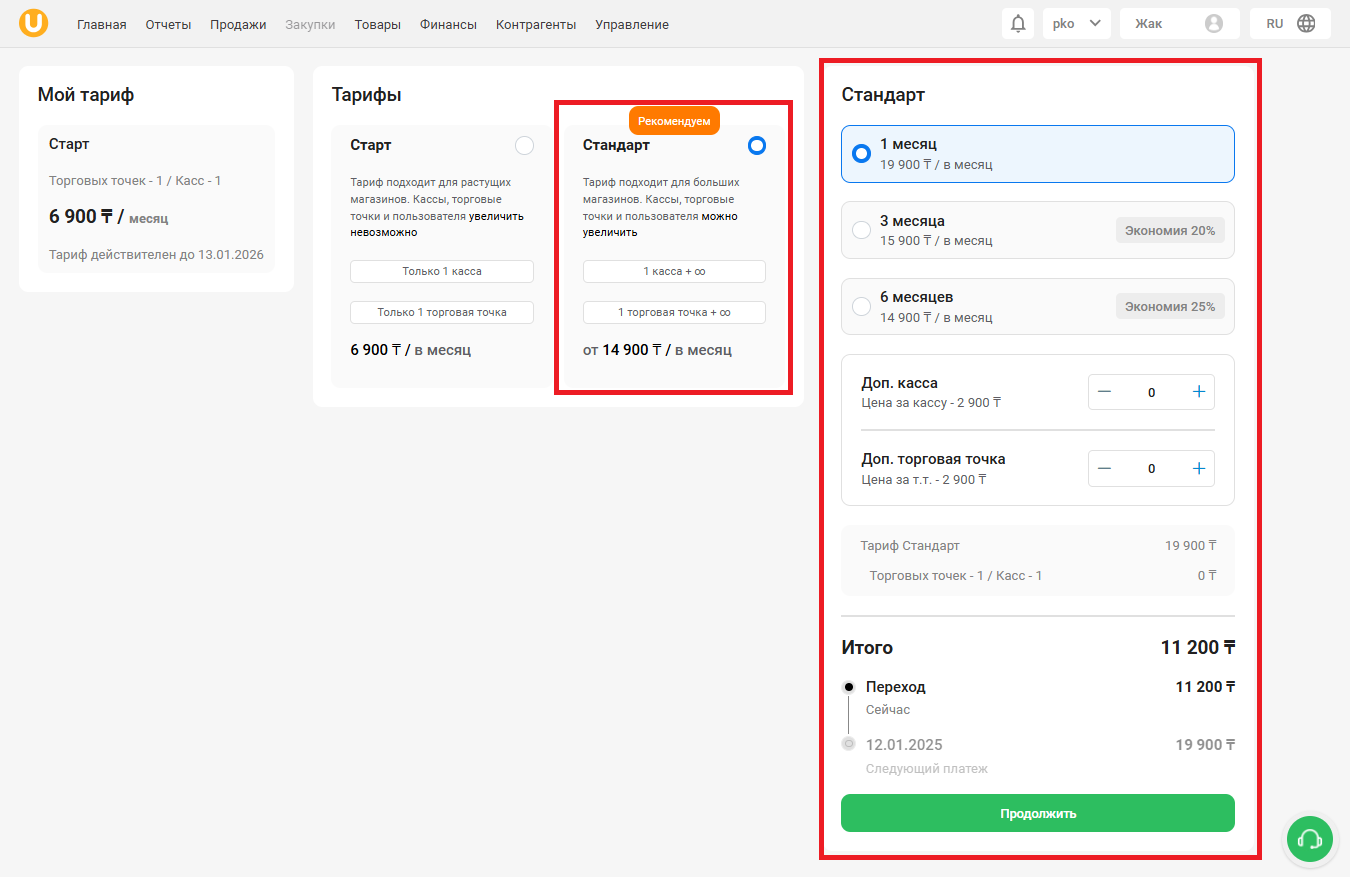 U
Главная Отчеты Продажи Закупки Товары Финансы Контрагенты Управление
pko
Жак
RU
Мой тариф
Старт
Торговых точек - 1 / Касс - 1
6 900 ₸ / месяц
Тариф действителен до 13.01.2026
Тарифы
Старт
Тариф подходит для растущих
магазинов. Кассы, торговые
точки и пользователя увеличить
невозможно
Только 1 касса
Только 1 торговая точка
6 900 ₸ / в месяц
Рекомендуем
Стандарт
Тариф подходит для больших
магазинов. Кассы, торговые
точки и пользователя можно
увеличить
1 касса + ∞
1 торговая точка + ∞
от 14 900 ₸ / в месяц
Стандарт
1 месяц
19 900 ₸ / в месяц
3 месяца
15 900 ₸ / в месяц
Экономия 20%
6 месяцев
14 900 ₸ / в месяц
Экономия 25%
Доп. касса
Цена за кассу - 2 900 ₸
— 0 +
Доп. торговая точка
Цена за т.т. - 2 900 ₸
— 0 +
Тариф Стандарт 19 900 ₸
Торговых точек - 1 / Касс - 1 0 ₸
Итого 11 200 ₸
Переход 11 200 ₸
Сейчас
12.01.2025 19 900 ₸
Следующий платеж
Продолжить